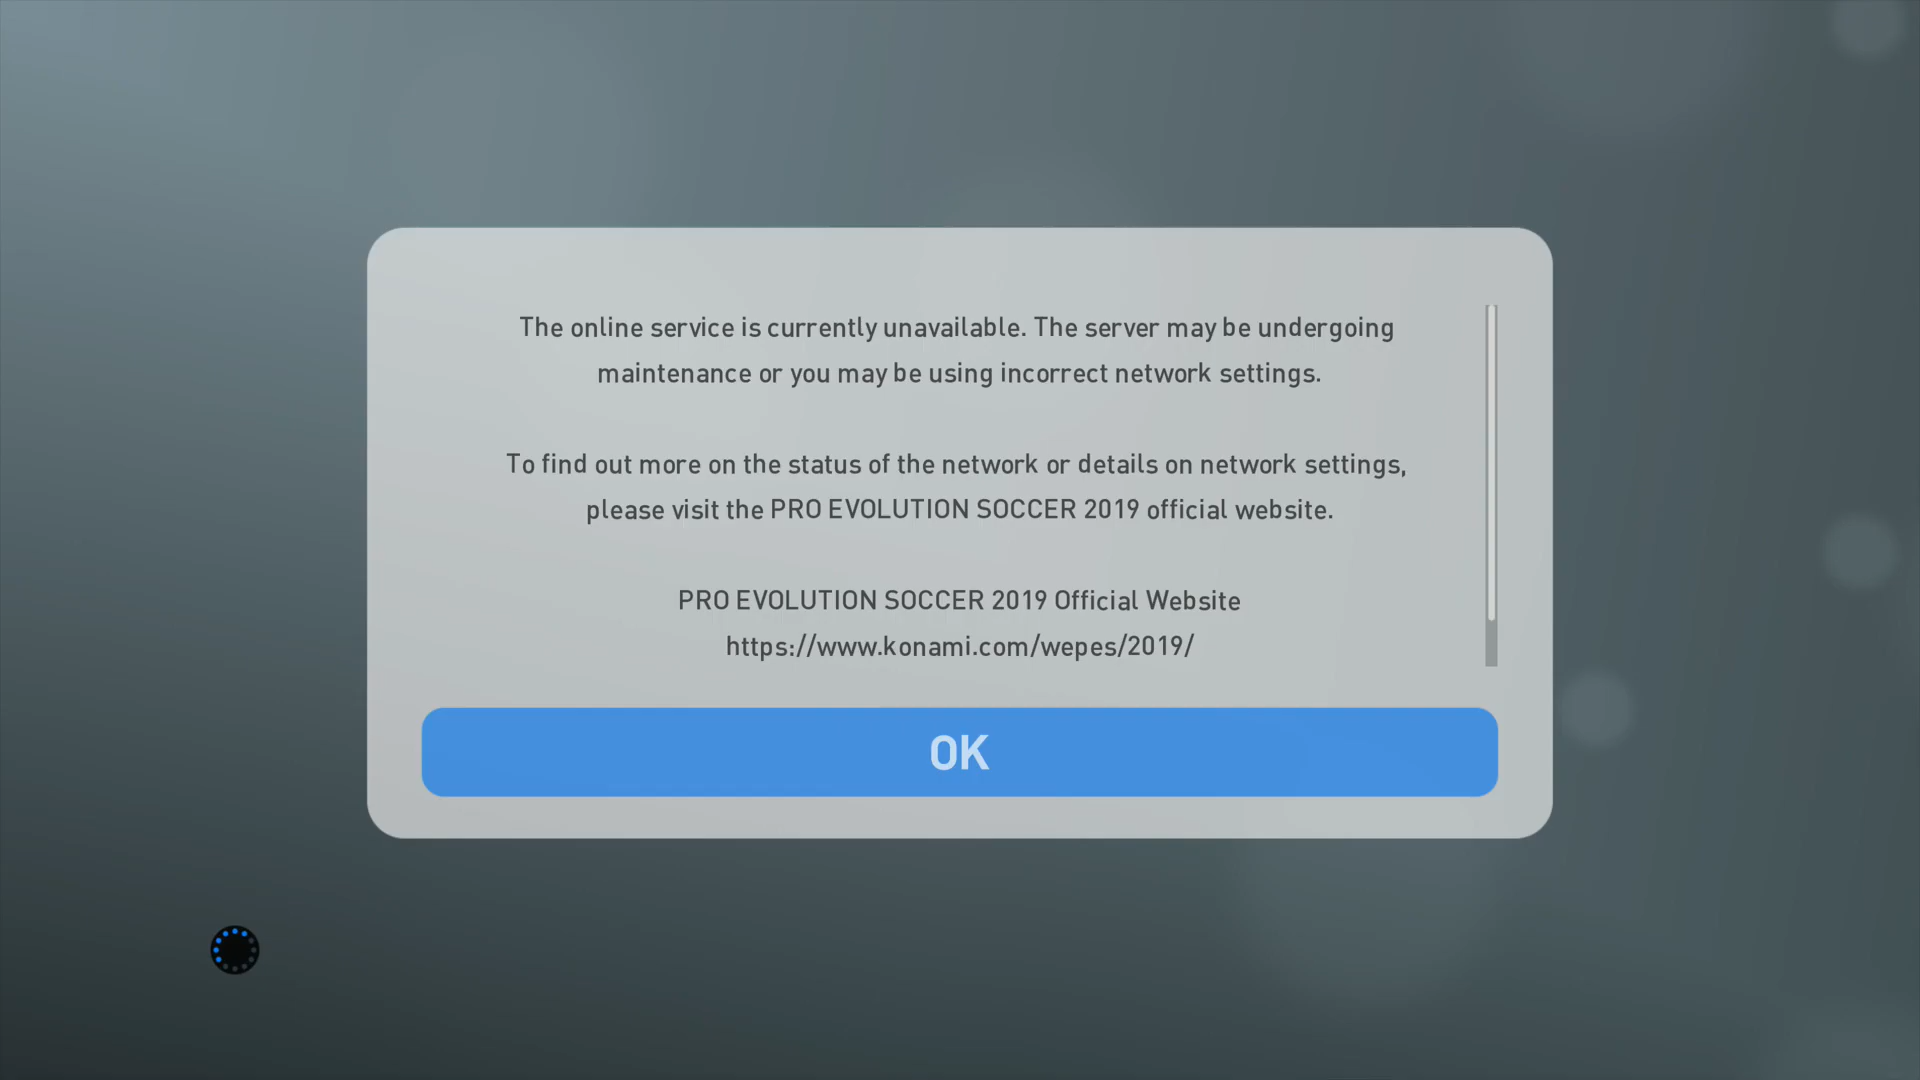 The online service is currently unavailable. The server may be undergoing
maintenance or you may be using incorrect network settings.
To find out more on the status of the network or details on network settings,
please visit the PRO EVOLUTION SOCCER 2019 official website.
PRO EVOLUTION SOCCER 2019 Official Website
https://www.konami.com/wepes/2019/
OK